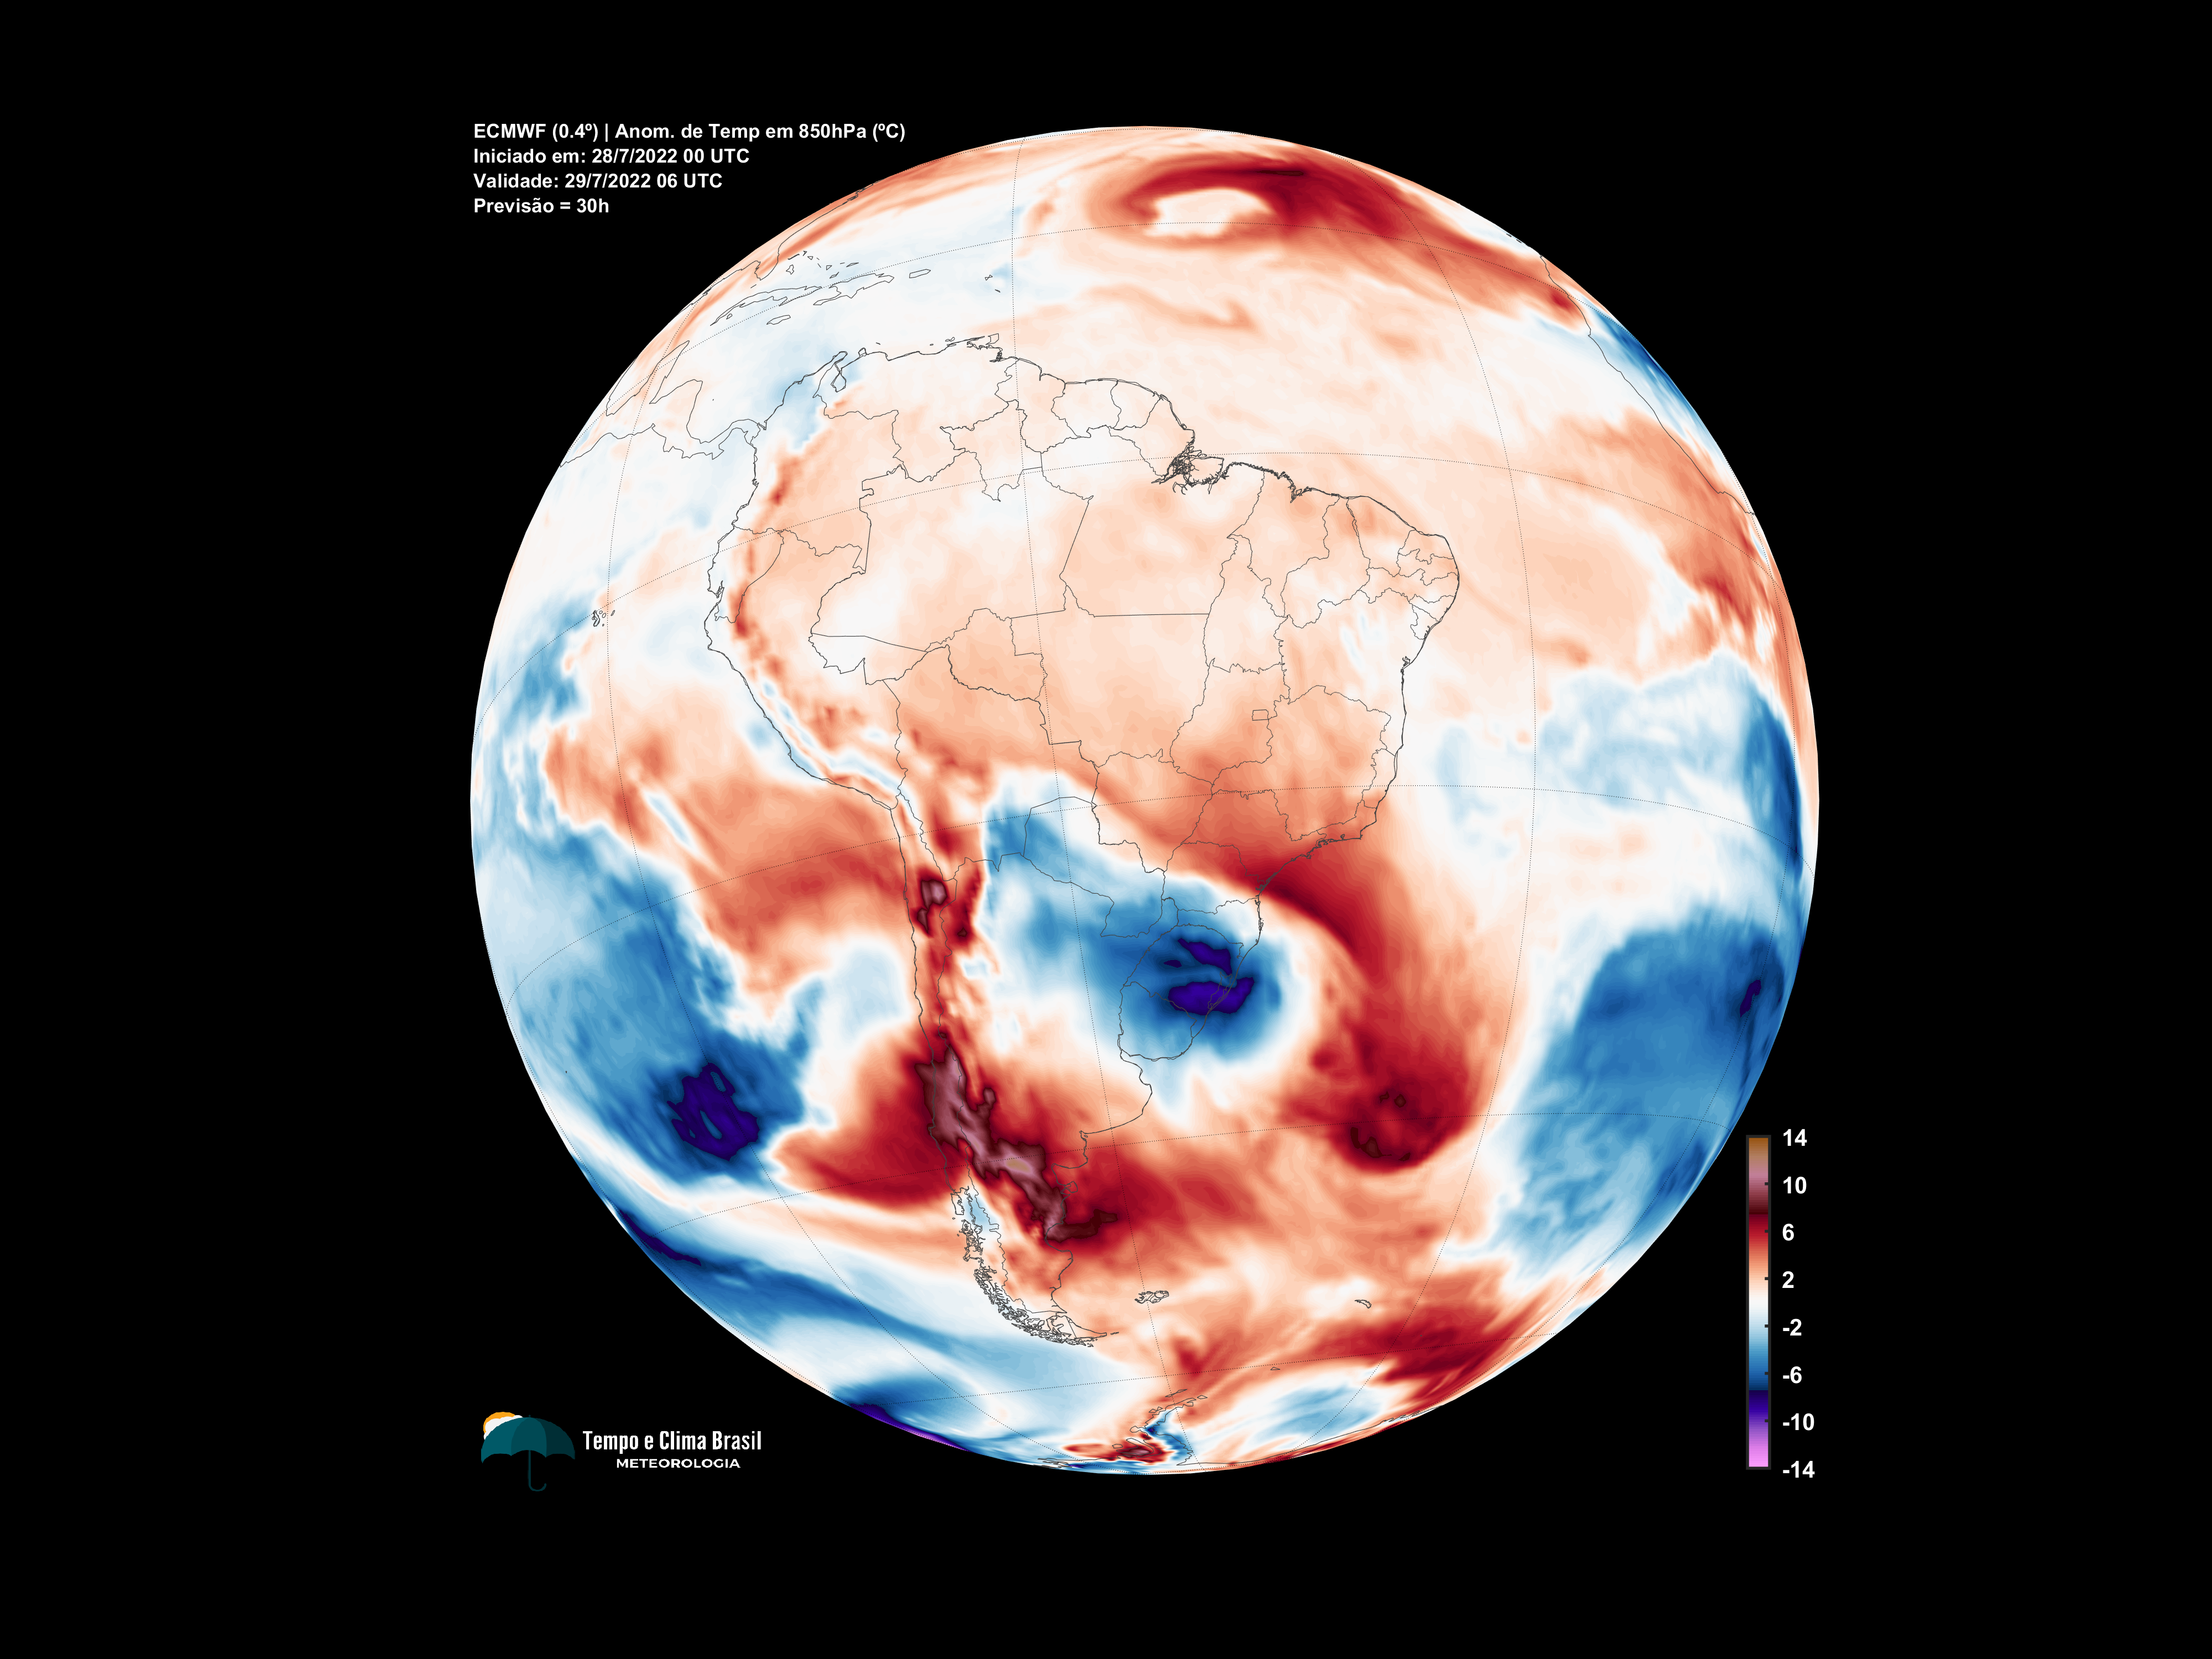 ECMWF (0.4º) | Anom. de Temp em 850hPa (ºC)
Iniciado em: 28/7/2022 00 UTC
Validade: 29/7/2022 06 UTC
Previsão = 30h
14
10
6
2
-2
-6
-10
-14
Tempo e Clima Brasil
METEOROLOGIA